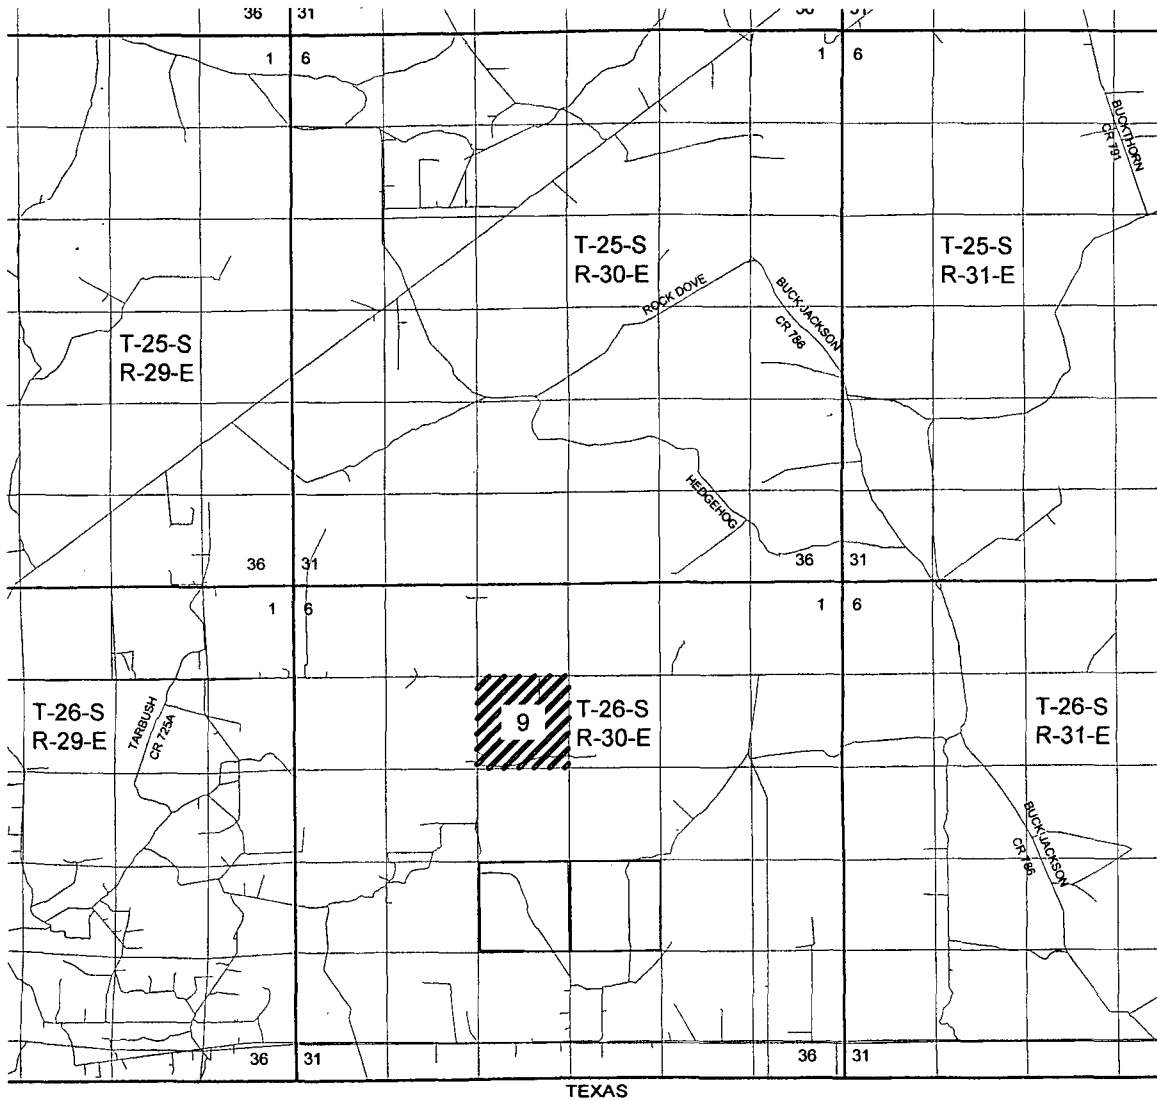 36 31
36 31
1 6
1 6
BUCKTHORN
CR 791
T-25-S
R-30-E
T-25-S
R-31-E
ROCK DOVE
BUCK JACKSON
CR 786
T-25-S
R-29-E
HEDGEHOG
36 31
36 31
1 6
1 6
T-26-S
R-29-E
TARBUSH
CR 725A
9
T-26-S
R-30-E
T-26-S
R-31-E
BUCK JACKSON
CR 786
36 31
36 31
TEXAS